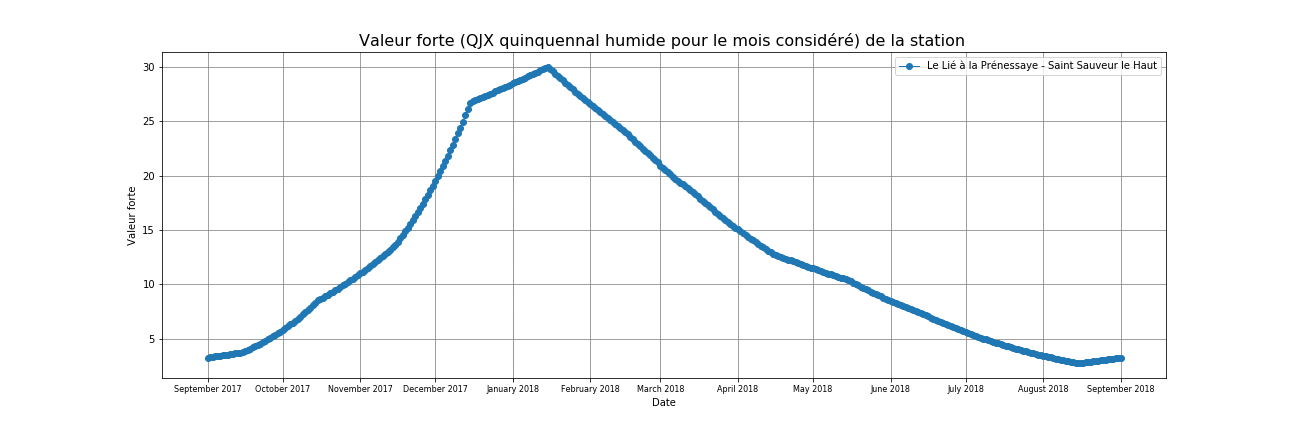 Valeur forte (QJX quinquennal humide pour le mois considéré) de la station
Le Lié à la Prénessaye - Saint Sauveur le Haut
30
25
20
15
10
5
Valeur forte
September 2017 October 2017 November 2017 December 2017 January 2018 February 2018 March 2018 April 2018 May 2018 June 2018 July 2018 August 2018 September 2018
Date